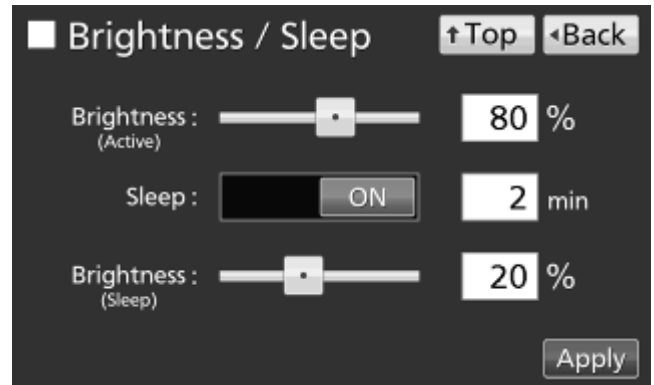 Brightness / Sleep
↑Top
◂Back
Brightness :
(Active)
80 %
Sleep :
ON
2 min
Brightness :
(Sleep)
20 %
Apply